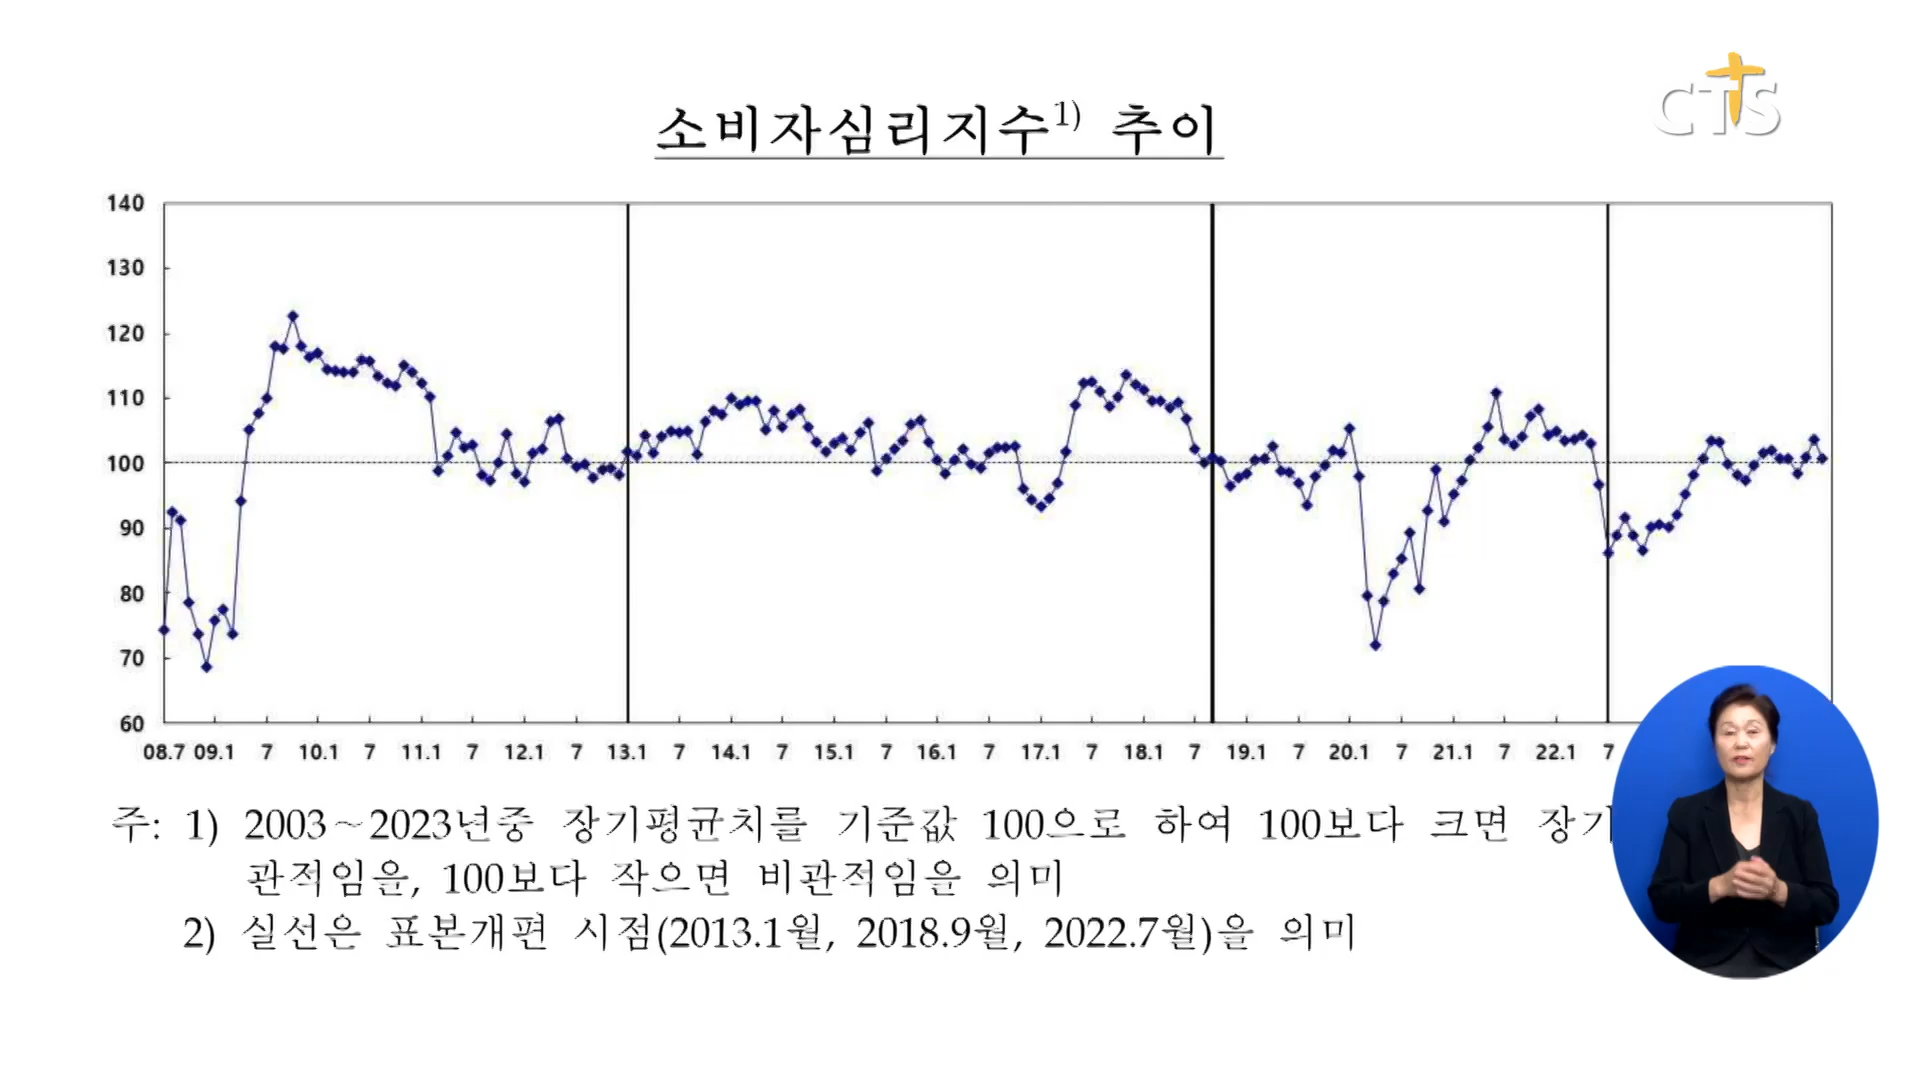 CTS
소비자심리지수1) 추이
140
130
120
110
100
90
80
70
60
08.7 09.1 7 10.1 7 11.1 7 12.1 7 13.1 7 14.1 7 15.1 7 16.1 7 17.1 7 18.1 7 19.1 7 20.1 7 21.1 7 22.1 7
주: 1) 2003~2023년중 장기평균치를 기준값 100으로 하여 100보다 크면 장기
관적임을, 100보다 작으면 비관적임을 의미
2) 실선은 표본개편 시점(2013.1월, 2018.9월, 2022.7월)을 의미